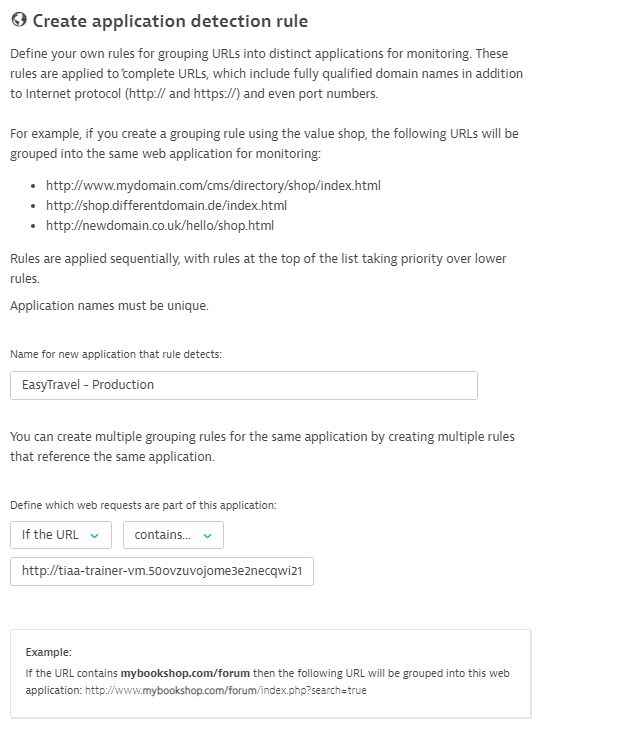 Create application detection rule
Define your own rules for grouping URLs into distinct applications for monitoring. These
rules are applied to complete URLs, which include fully qualified domain names in addition
to Internet protocol (http:// and https://) and even port numbers.
For example, if you create a grouping rule using the value shop, the following URLs will be
grouped into the same web application for monitoring:
• http://www.mydomain.com/cms/directory/shop/index.html
• http://shop.differentdomain.de/index.html
• http://newdomain.co.uk/hello/shop.html
Rules are applied sequentially, with rules at the top of the list taking priority over lower
rules.
Application names must be unique.
Name for new application that rule detects:
EasyTravel - Production
You can create multiple grouping rules for the same application by creating multiple rules
that reference the same application.
Define which web requests are part of this application:
If the URL contains...
http://tiaa-trainer-vm.50ovzuvojome3e2necqwi21
Example:
If the URL contains mybookshop.com/forum then the following URL will be grouped into this web
application: http://www.mybookshop.com/forum/index.php?search=true